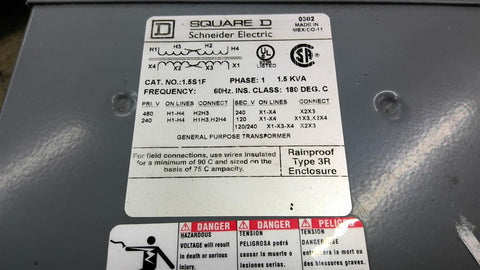 SQUARE D
Schneider Electric
0302
MADE IN
MEXICO-11
H1 H3 H2 H4
X4 X2 X3 X1
UL
LISTED
CAT. NO.: 1.5S1F PHASE: 1 1.5 KVA
FREQUENCY: 60Hz. INS. CLASS: 180 DEG. C
PRI. V ON LINES CONNECT SEC V ON LINES CONNECT
480 H1-H4 H2H3 240 X1-X4 X2X3
240 H1-H4 H1H3,H2H4 120 X1-X4 X1X3,X2X4
120/240 X1-X3-X4 X2X3
GENERAL PURPOSE TRANSFORMER
For field connections, use wires insulated
for a minimum of 90 C and sized on the
basis of 75 C ampacity.
Rainproof
Type 3R
Enclosure
DANGER DANGER PELIGRO
HAZARDOUS
VOLTAGE will result
in death or serious
injury.
TENSION
PELIGROSA podrá
causar la muerte o
lesiones serias.
TENSION
DANGEREUSE
mort ou
des blessures graves.